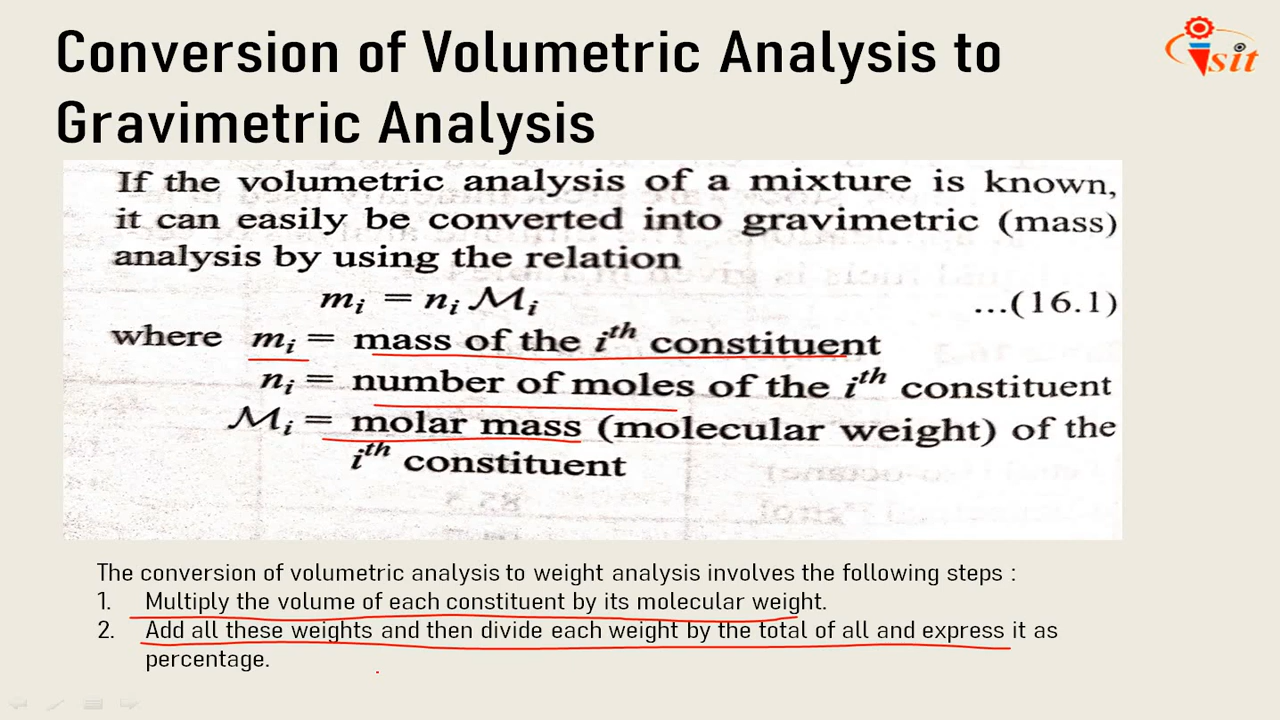 Conversion of Volumetric Analysis to
Gravimetric Analysis
isit
If the volumetric analysis of a mixture is known,
it can easily be converted into gravimetric (mass)
analysis by using the relation
mᵢ = nᵢ ℳᵢ ...(16.1)
where mᵢ = mass of the iᵗʰ constituent
nᵢ = number of moles of the iᵗʰ constituent
ℳᵢ = molar mass (molecular weight) of the
iᵗʰ constituent
The conversion of volumetric analysis to weight analysis involves the following steps :
1. Multiply the volume of each constituent by its molecular weight.
2. Add all these weights and then divide each weight by the total of all and express it as
percentage.